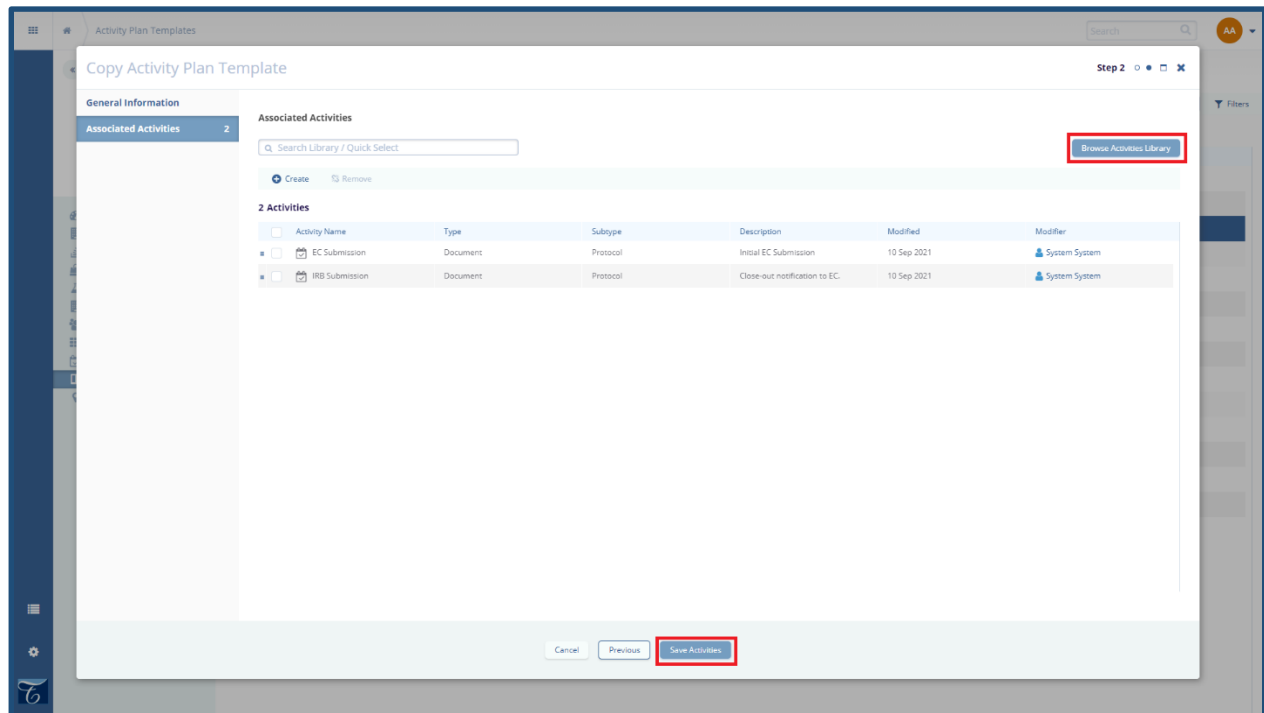 Activity Plan Templates
Search
AA
Copy Activity Plan Template
Step 2
General Information
Filters
Associated Activities 2
Associated Activities
Search Library / Quick Select
Browse Activities Library
Create Remove
2 Activities
Activity Name Type Subtype Description Modified Modifier
EC Submission Document Protocol Initial EC Submission 10 Sep 2021 System System
IRB Submission Document Protocol Close-out notification to EC. 10 Sep 2021 System System
Cancel Previous Save Activities